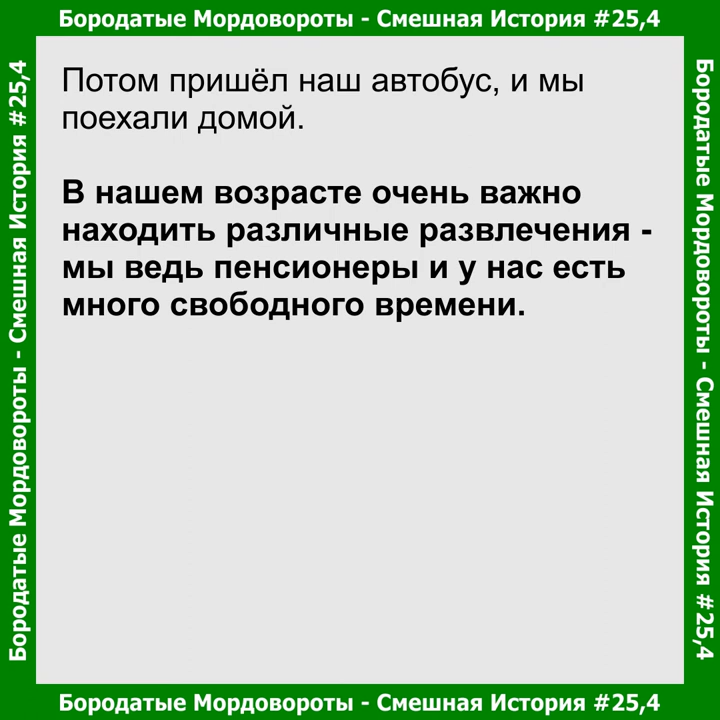 Бородатые Мордовороты - Смешная История #25,4
Бородатые Мордовороты - Смешная История #25,4
Потом пришёл наш автобус, и мы
поехали домой.
В нашем возрасте очень важно
находить различные развлечения -
мы ведь пенсионеры и у нас есть
много свободного времени.
Бородатые Мордовороты - Смешная История #25,4
Бородатые Мордовороты - Смешная История #25,4